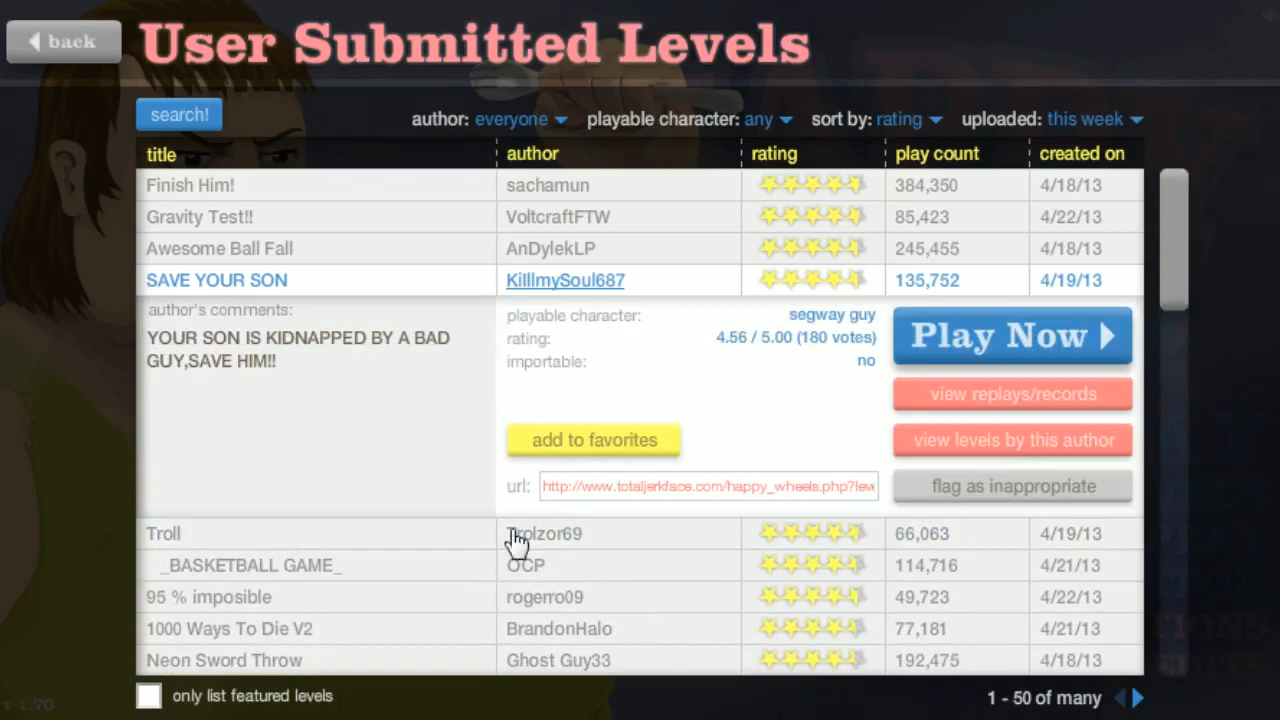 back
User Submitted Levels
search!
author: everyone playable character: any sort by: rating uploaded: this week
title author rating play count created on
Finish Him! sachamun 384,350 4/18/13
Gravity Test!! VoltcraftFTW 85,423 4/22/13
Awesome Ball Fall AnDylekLP 245,455 4/18/13
SAVE YOUR SON KilllmySoul687 135,752 4/19/13
author's comments:
YOUR SON IS KIDNAPPED BY A BAD
GUY,SAVE HIM!!
playable character: segway guy
rating: 4.56 / 5.00 (180 votes)
importable: no
add to favorites
url: http://www.totaljerkface.com/happy_wheels.php?leve
Play Now
view replays/records
view levels by this author
flag as inappropriate
Troll Trolzor69 66,063 4/19/13
_BASKETBALL GAME_ OCP 114,716 4/21/13
95 % imposible rogerro09 49,723 4/22/13
1000 Ways To Die V2 BrandonHalo 77,181 4/21/13
Neon Sword Throw Ghost Guy33 192,475 4/18/13
only list featured levels
1 - 50 of many
v 1.70